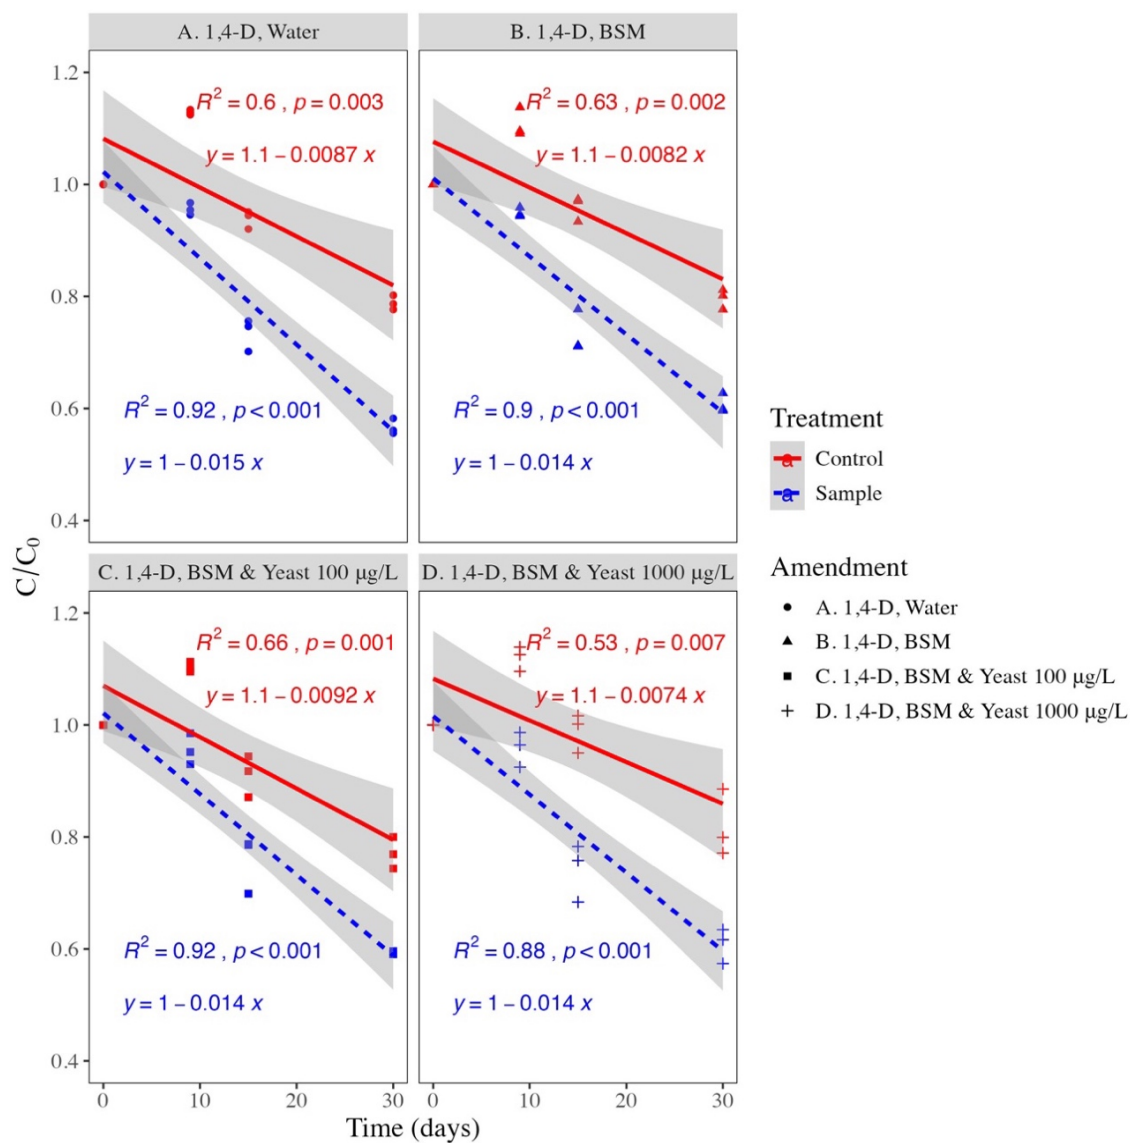 A. 1,4-D, Water
B. 1,4-D, BSM
1.2
1.0
0.8
0.6
0.4
R² = 0.6 , p = 0.003
y = 1.1 – 0.0087 x
R² = 0.92 , p < 0.001
y = 1 – 0.015 x
R² = 0.63 , p = 0.002
y = 1.1 – 0.0082 x
R² = 0.9 , p < 0.001
y = 1 – 0.014 x
C. 1,4-D, BSM & Yeast 100 µg/L
D. 1,4-D, BSM & Yeast 1000 µg/L
1.2
1.0
0.8
0.6
0.4
R² = 0.66 , p = 0.001
y = 1.1 – 0.0092 x
R² = 0.92 , p < 0.001
y = 1 – 0.014 x
R² = 0.53 , p = 0.007
y = 1.1 – 0.0074 x
R² = 0.88 , p < 0.001
y = 1 – 0.014 x
C/C₀
0 10 20 30
0 10 20 30
Time (days)
Treatment
a Control
a Sample
Amendment
A. 1,4-D, Water
B. 1,4-D, BSM
C. 1,4-D, BSM & Yeast 100 µg/L
D. 1,4-D, BSM & Yeast 1000 µg/L